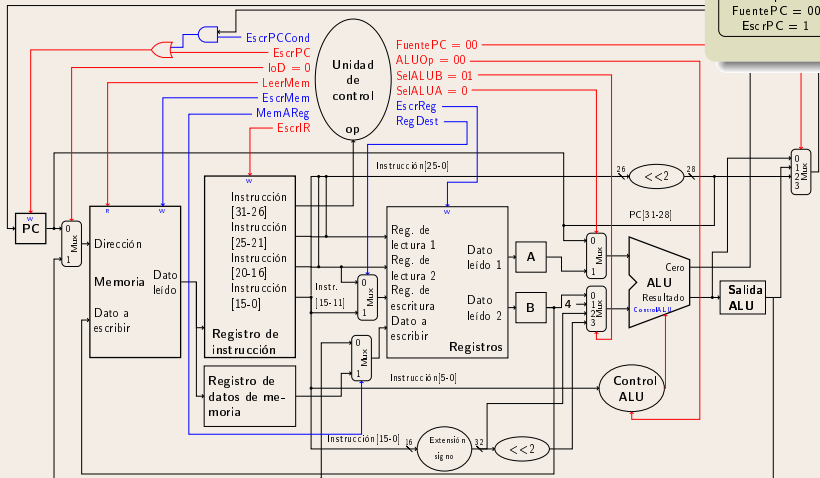 FuentePC = 00
EscrPC = 1
EscrPCCond
EscrPC
IoD = 0
LeerMem
EscrMem
MemAReg
EscrIR
Unidad
de
control
op
FuentePC = 00
ALUOp = 00
SelALUB = 01
SelALUA = 0
EscrReg
RegDest
Instrucción[25-0]
26
<<2
28
0
1
2
3
Mux
PC[31-28]
W
PC
0
1
Mux
R
W
Dirección
Memoria
Dato
leído
Dato a
escribir
W
Instrucción
[31-26]
Instrucción
[25-21]
Instrucción
[20-16]
Instrucción
[15-0]
Registro de
instrucción
Registro de
datos de me-
moria
Instr.
[15-11]
0
1
Mux
0
1
Mux
W
Reg. de
lectura 1
Reg. de
lectura 2
Reg. de
escritura
Dato a
escribir
Dato
leído 1
Dato
leído 2
Registros
A
B
4
0
1
Mux
0
1
2
3
Mux
Cero
ALU
Resultado
ControlALU
Salida
ALU
Instrucción[5-0]
Control
ALU
Instrucción[15-0]
16
Extensión
signo
32
<<2